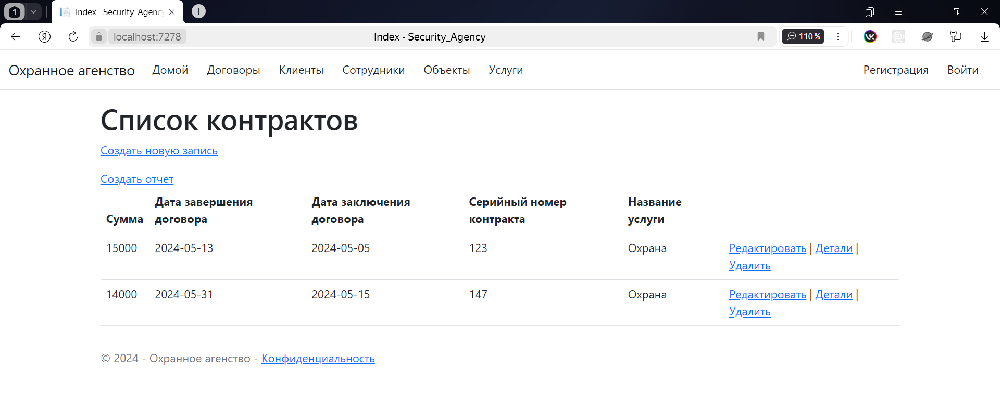 1
Index - Security_Agency
localhost:7278
Index - Security_Agency
110 %
Охранное агенство Домой Договоры Клиенты Сотрудники Объекты Услуги Регистрация Войти
Список контрактов
Создать новую запись
Создать отчет
Сумма Дата завершения договора Дата заключения договора Серийный номер контракта Название услуги
15000 2024-05-13 2024-05-05 123 Охрана Редактировать | Детали |
Удалить
14000 2024-05-31 2024-05-15 147 Охрана Редактировать | Детали |
Удалить
© 2024 - Охранное агенство - Конфиденциальность